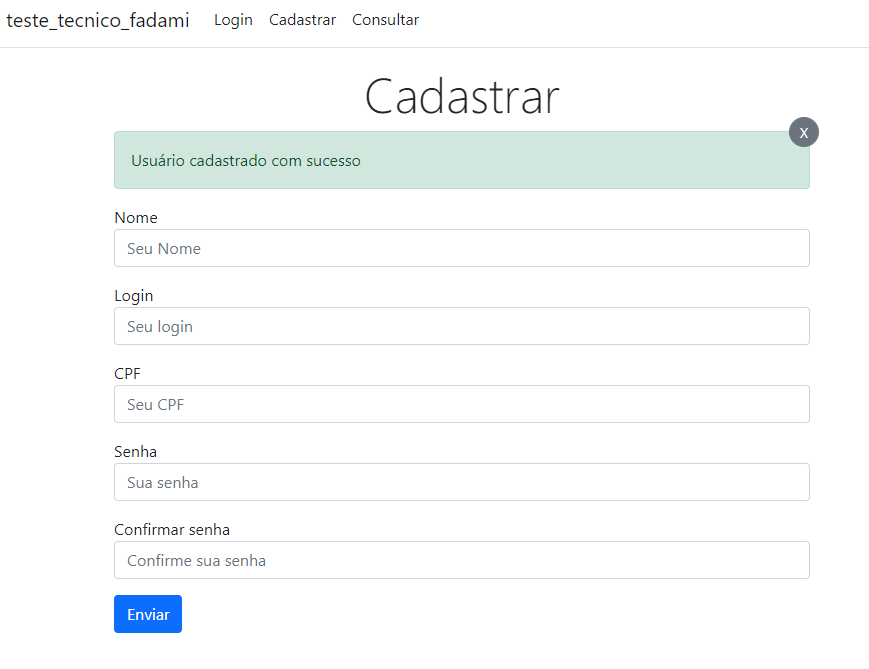 teste_tecnico_fadami Login Cadastrar Consultar
Cadastrar
X
Usuário cadastrado com sucesso
Nome
Seu Nome
Login
Seu login
CPF
Seu CPF
Senha
Sua senha
Confirmar senha
Confirme sua senha
Enviar